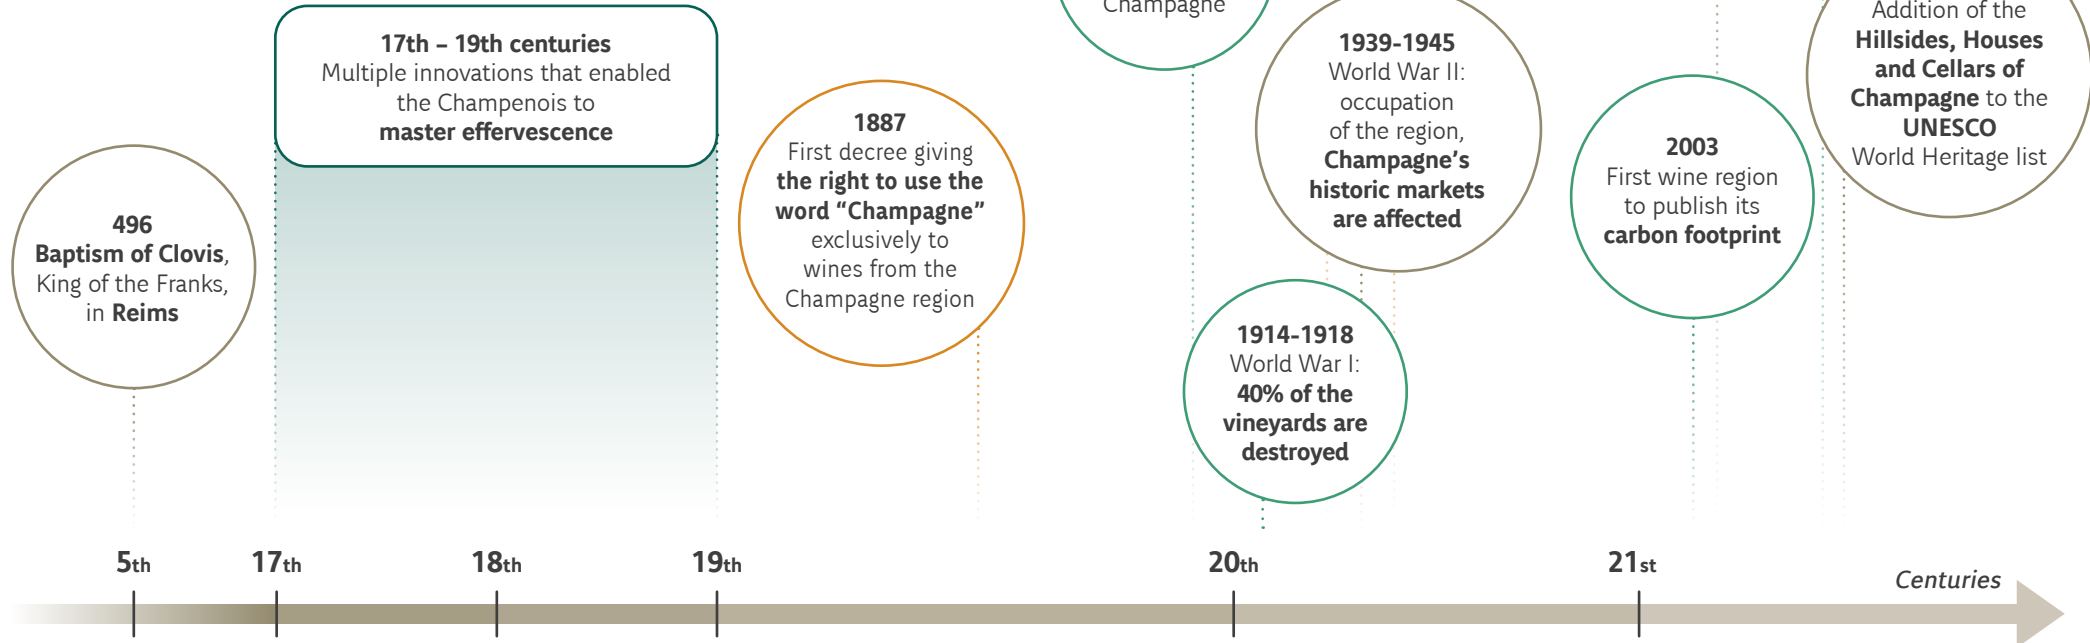 17th – 19th centuries
Multiple innovations that enabled
the Champenois to
master effervescence
496
Baptism of Clovis,
King of the Franks,
in Reims
1887
First decree giving
the right to use the
word “Champagne”
exclusively to
wines from the
Champagne region
Champagne
1939-1945
World War II:
occupation
of the region,
Champagne’s
historic markets
are affected
1914-1918
World War I:
40% of the
vineyards are
destroyed
2003
First wine region
to publish its
carbon footprint
Addition of the
Hillsides, Houses
and Cellars of
Champagne to the
UNESCO
World Heritage list
5th
17th
18th
19th
20th
21st
Centuries